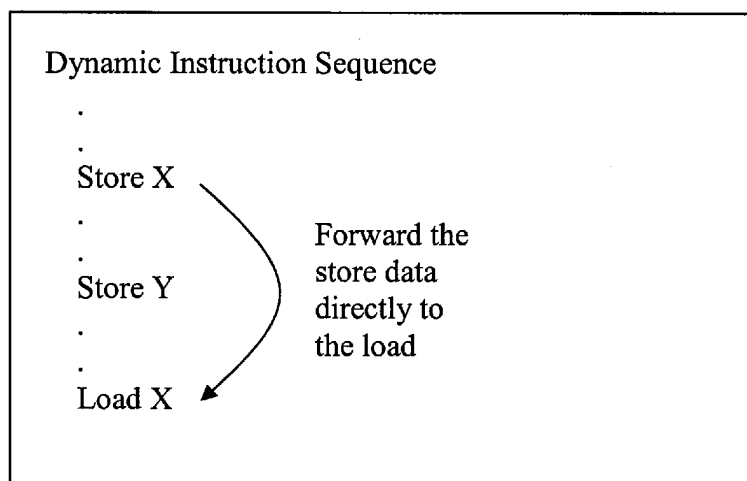 Dynamic Instruction Sequence
.
.
Store X
.
.
Store Y
.
.
Load X
Forward the
store data
directly to
the load